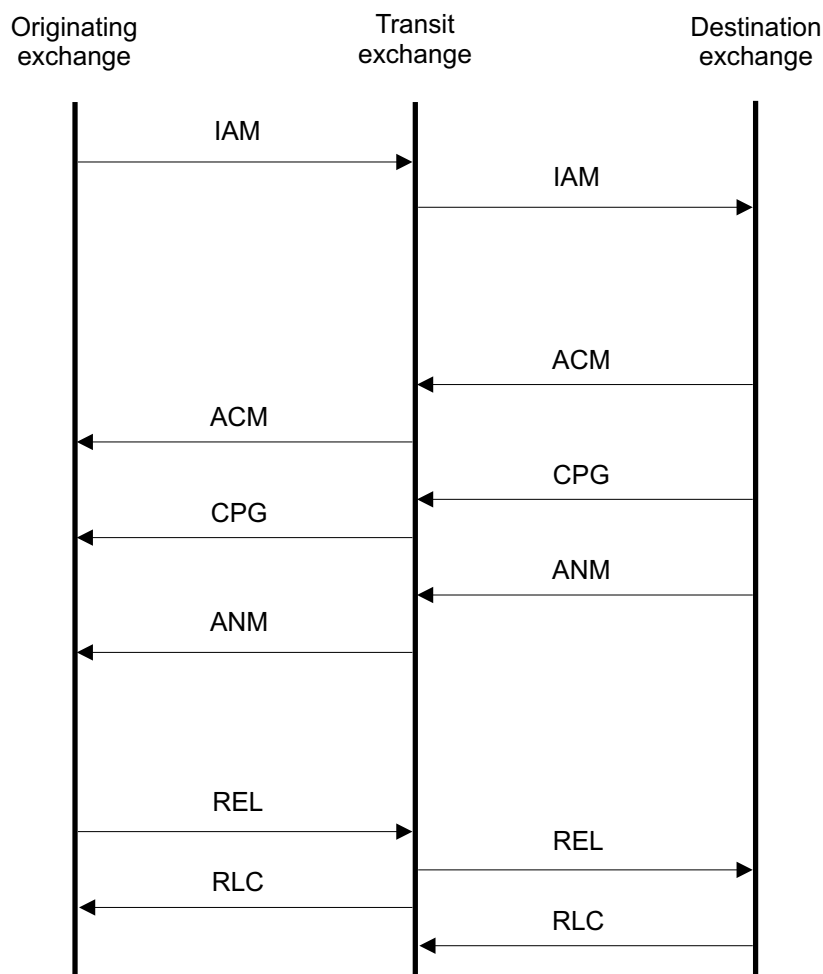 Originating
exchange
Transit
exchange
Destination
exchange
IAM
IAM
ACM
ACM
CPG
CPG
ANM
ANM
REL
REL
RLC
RLC